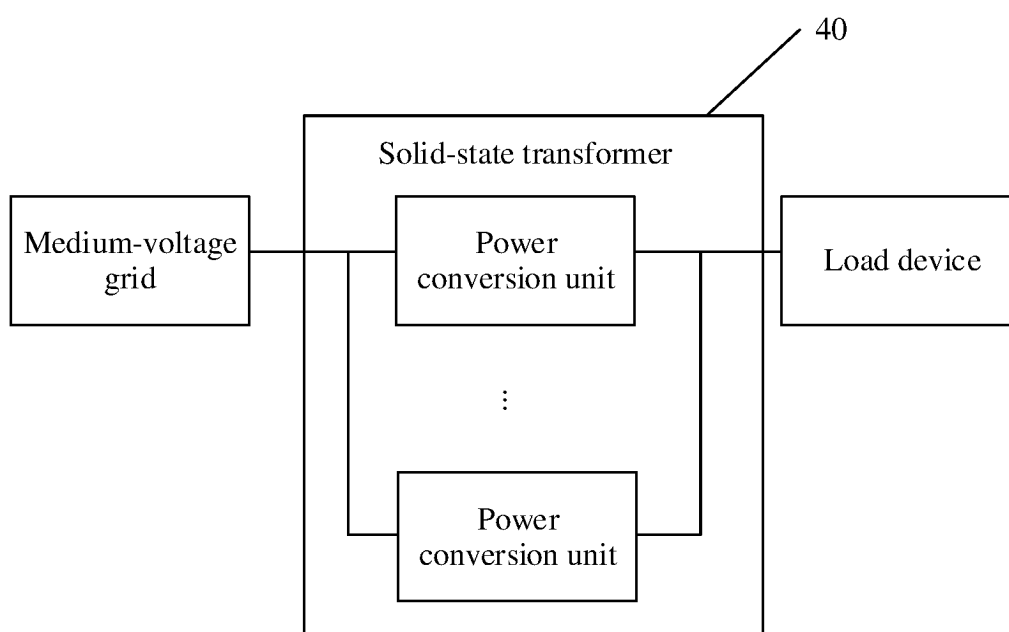 40
Solid-state transformer
Medium-voltage
grid
Power
conversion unit
Load device
⋮
Power
conversion unit